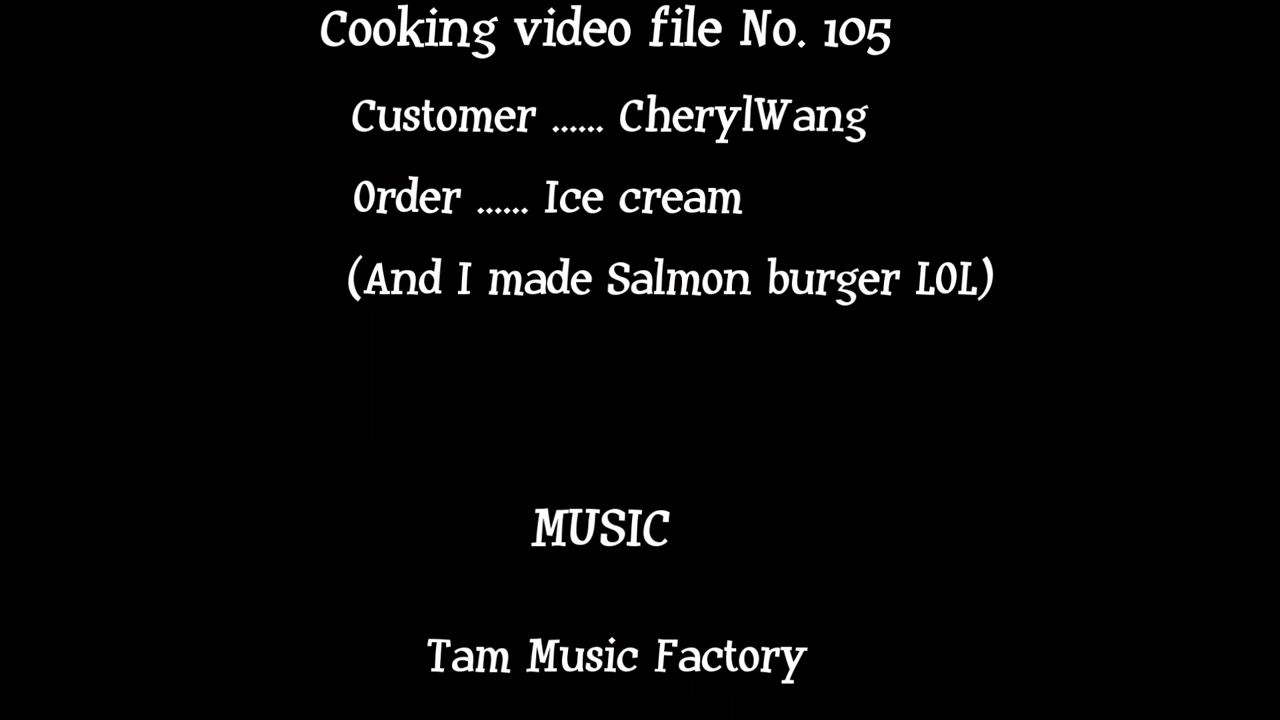 Cooking video file No. 105
Customer ...... CherylWang
Order ...... Ice cream
(And I made Salmon burger LOL)
MUSIC
Tam Music Factory